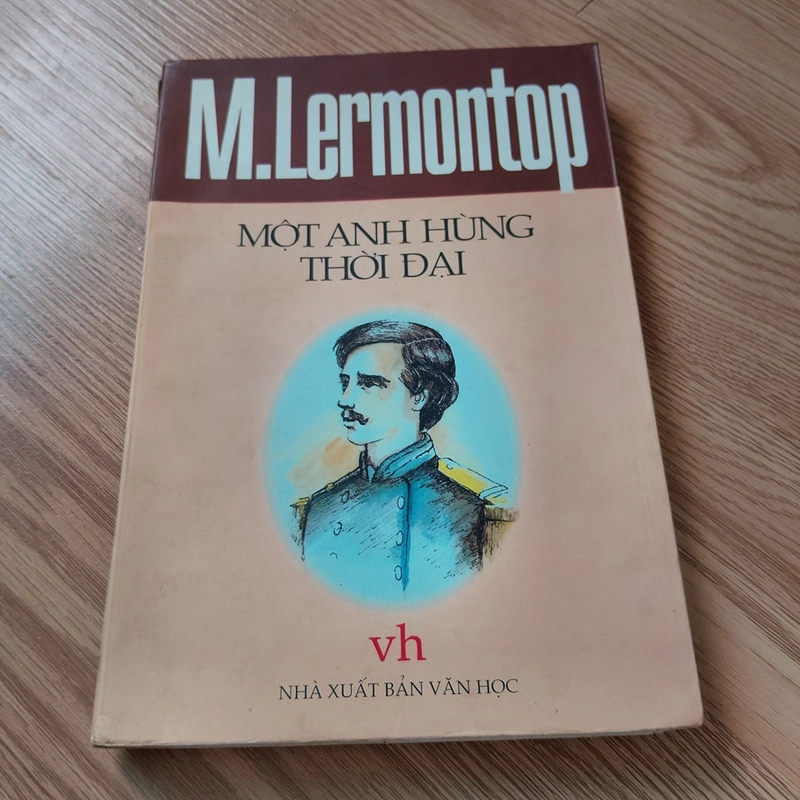 M.Lermontop
MỘT ANH HÙNG
THỜI ĐẠI
vh
NHÀ XUẤT BẢN VĂN HỌC